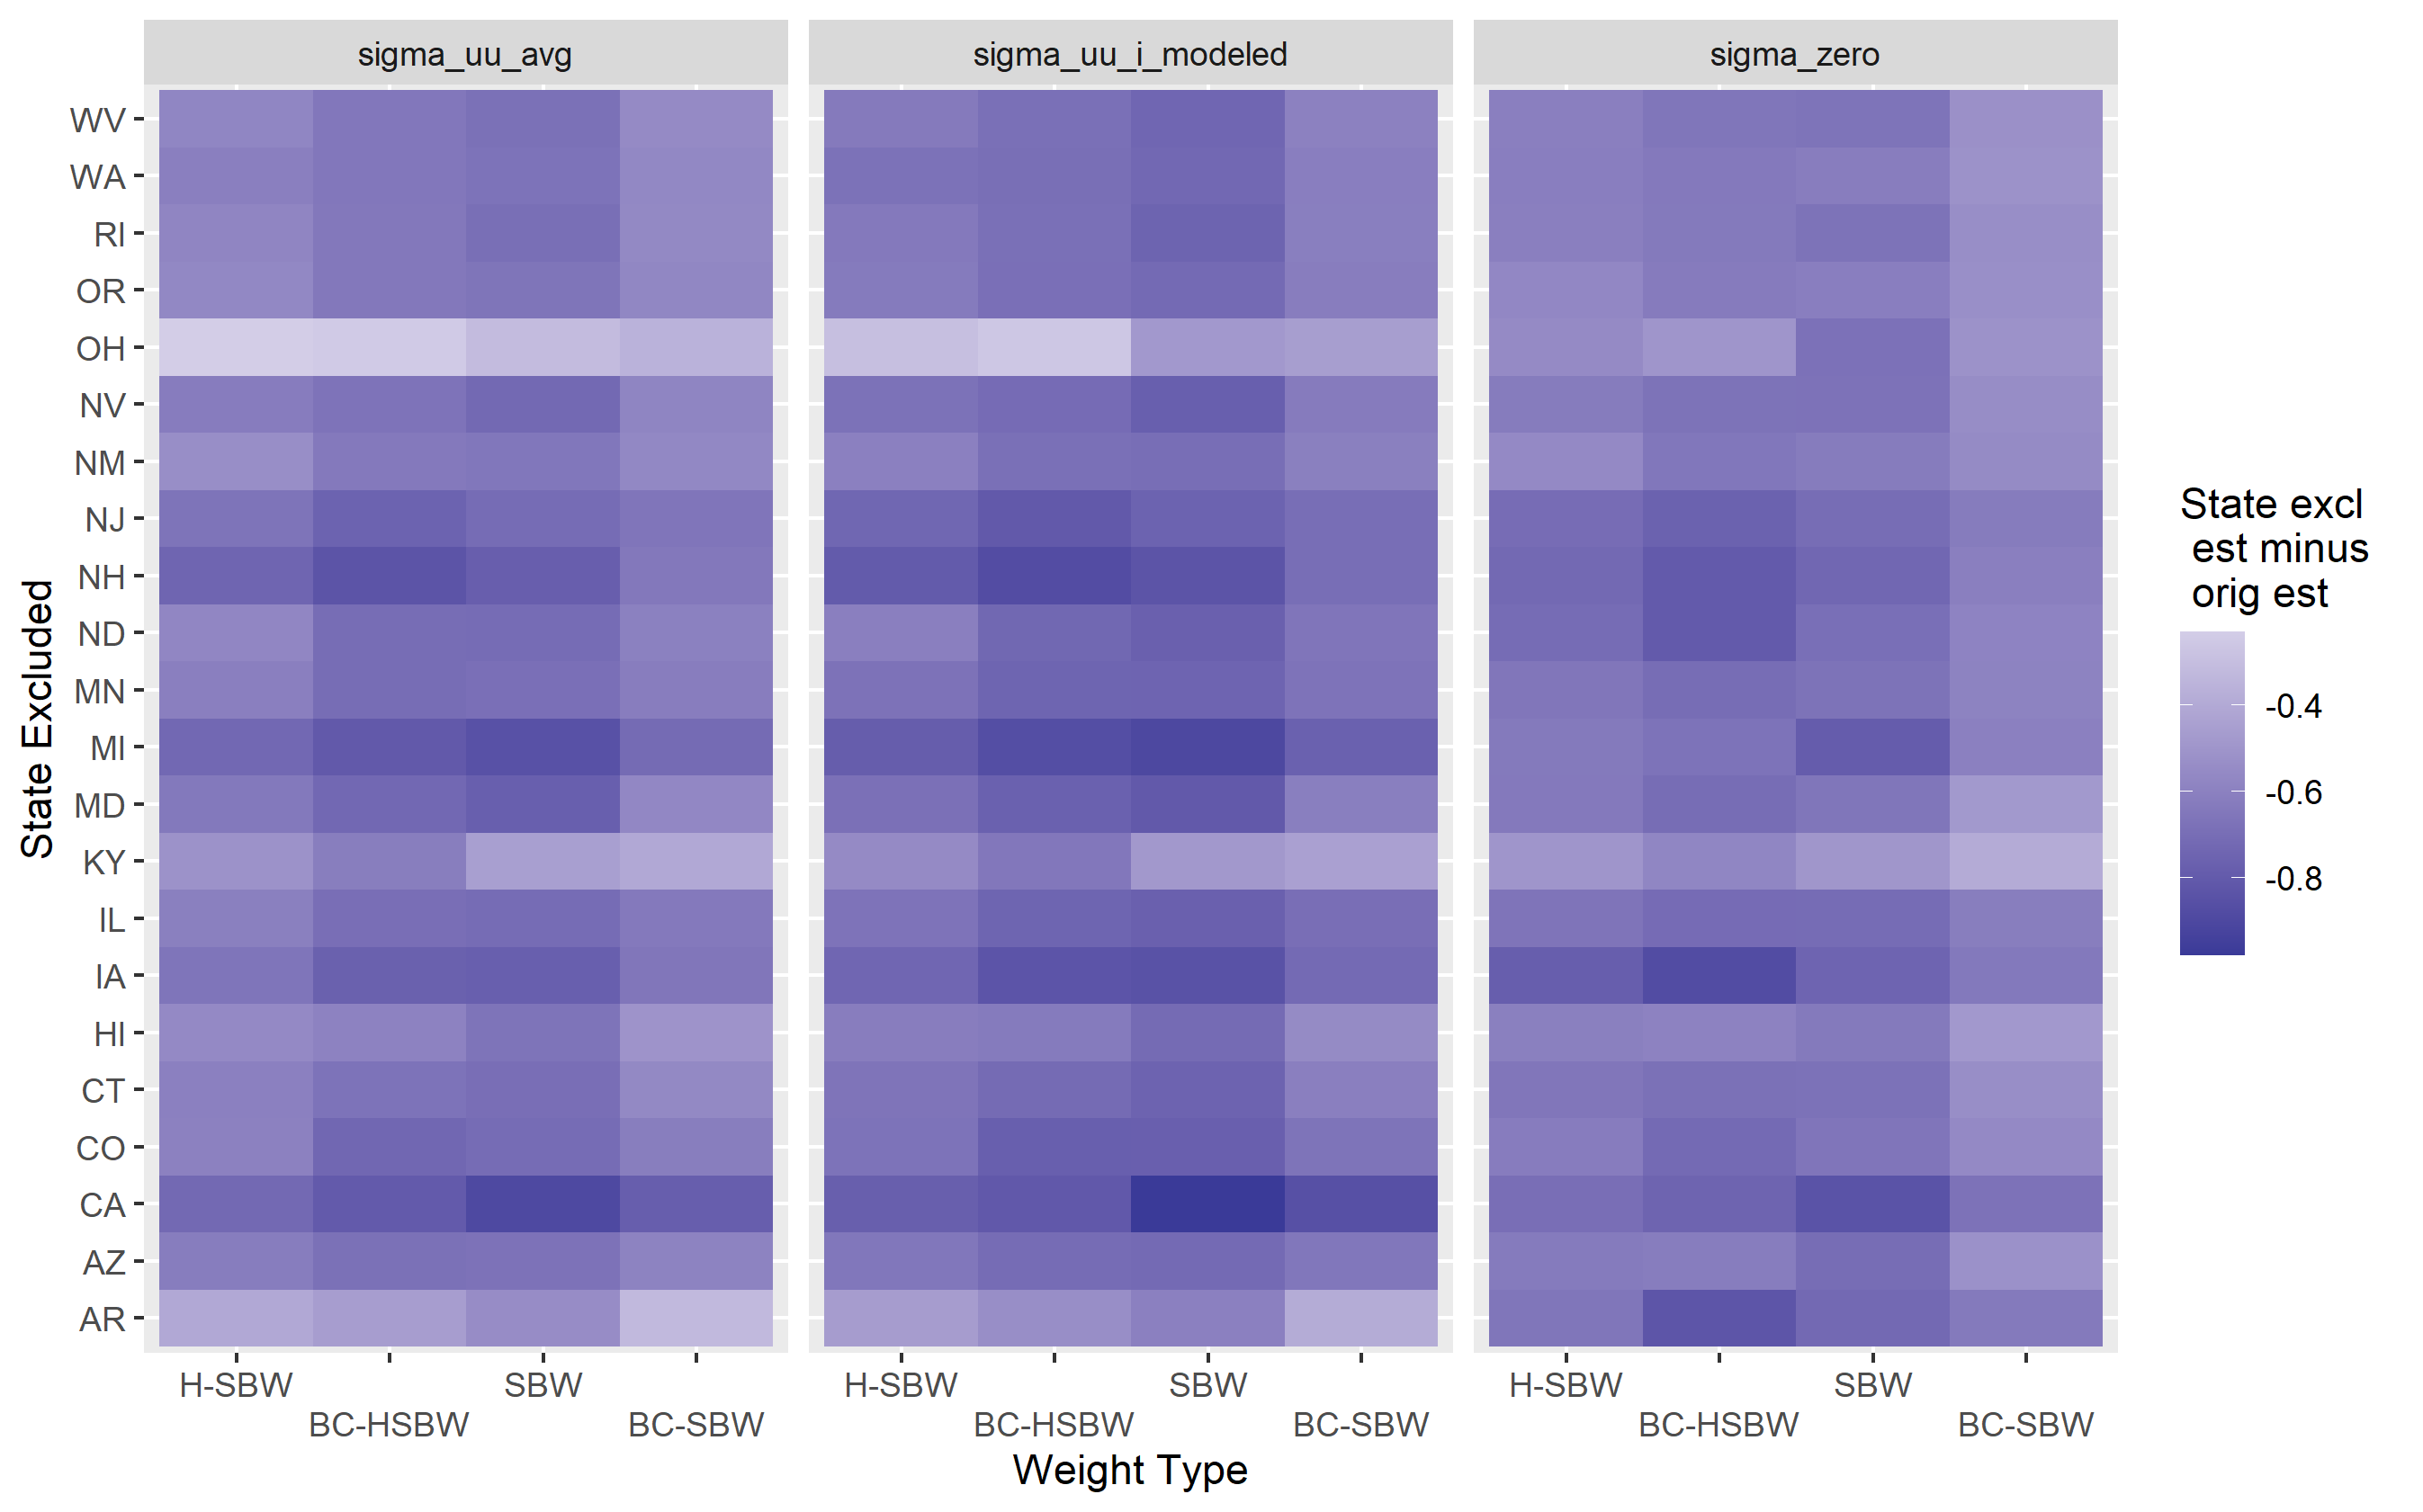 sigma_uu_avg
sigma_uu_i_modeled
sigma_zero
WV
WA
RI
OR
OH
NV
NM
NJ
NH
ND
MN
MI
MD
KY
IL
IA
HI
CT
CO
CA
AZ
AR
State Excluded
H-SBW
BC-HSBW
SBW
BC-SBW
H-SBW
BC-HSBW
SBW
BC-SBW
H-SBW
BC-HSBW
SBW
BC-SBW
Weight Type
State excl
est minus
orig est
-0.4
-0.6
-0.8